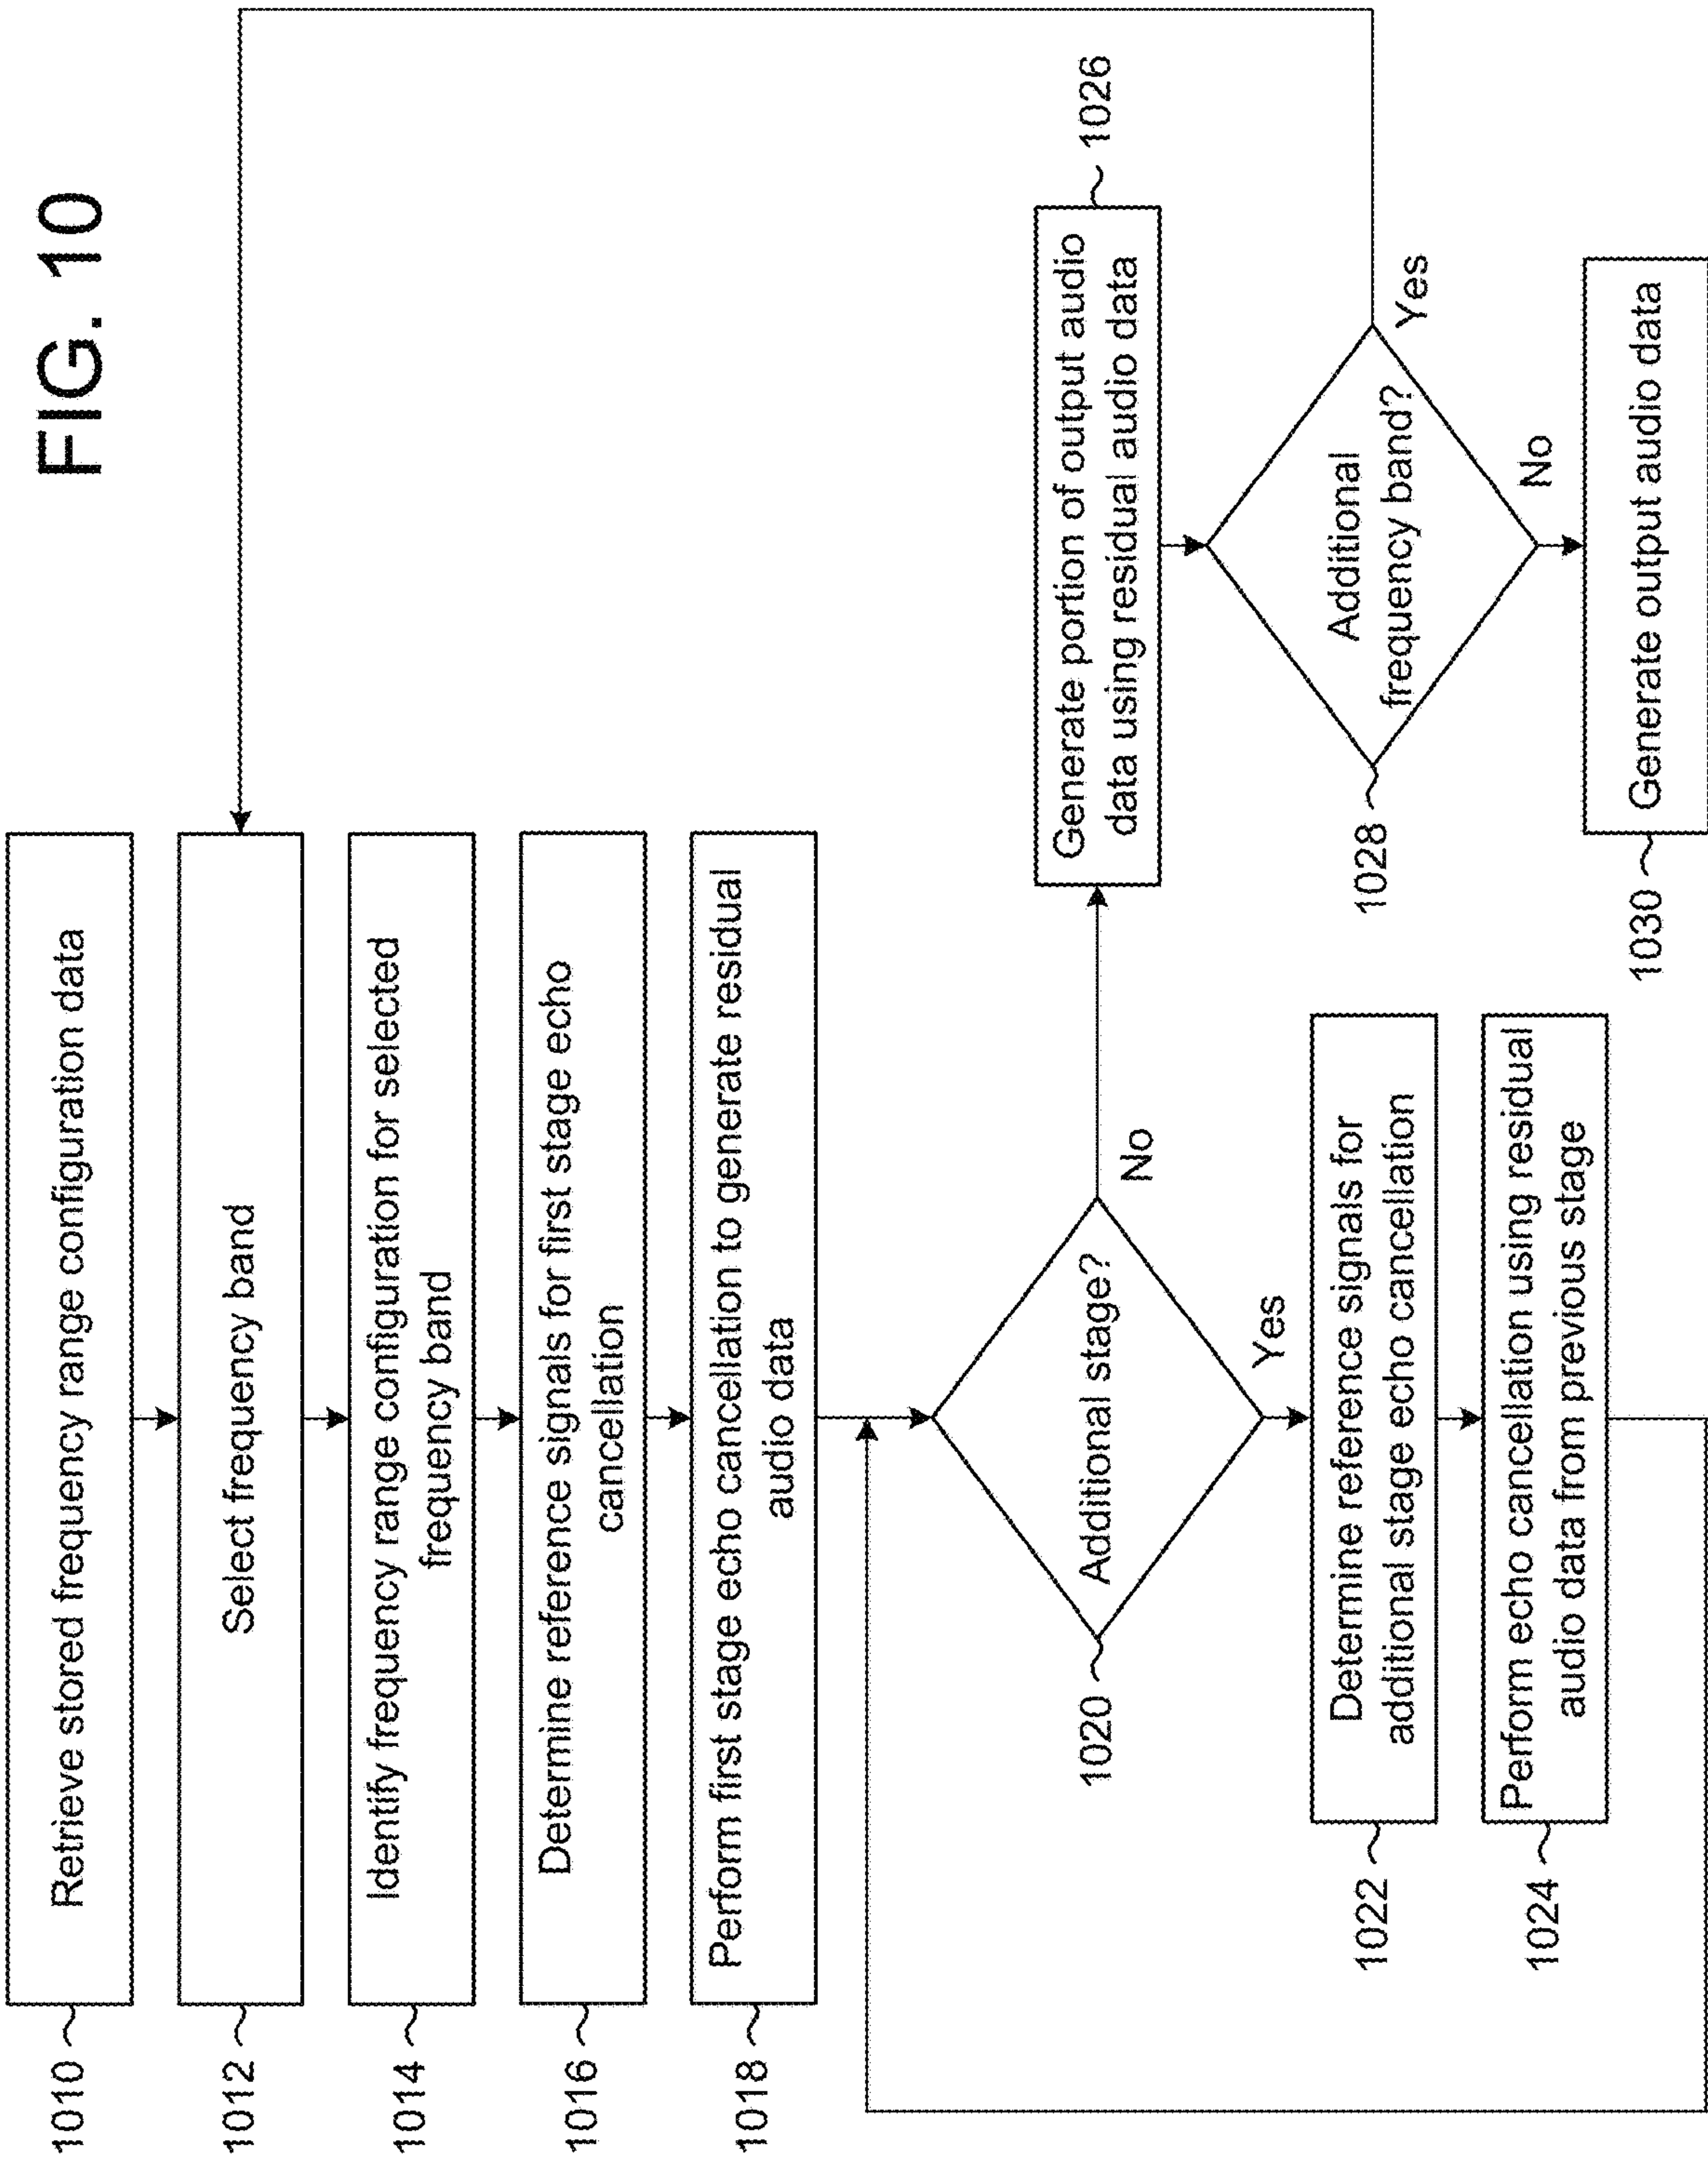 FIG. 10
1010
Retrieve stored frequency range configuration data
1012
Select frequency band
1014
Identify frequency range configuration for selected
frequency band
1016
Determine reference signals for first stage echo
cancellation
1018
Perform first stage echo cancellation to generate residual
audio data
1020
Additional stage?
No
Yes
1022
Determine reference signals for
additional stage echo cancellation
1024
Perform echo cancellation using residual
audio data from previous stage
1026
Generate portion of output audio
data using residual audio data
1028
Additional
frequency band?
Yes
No
1030
Generate output audio data